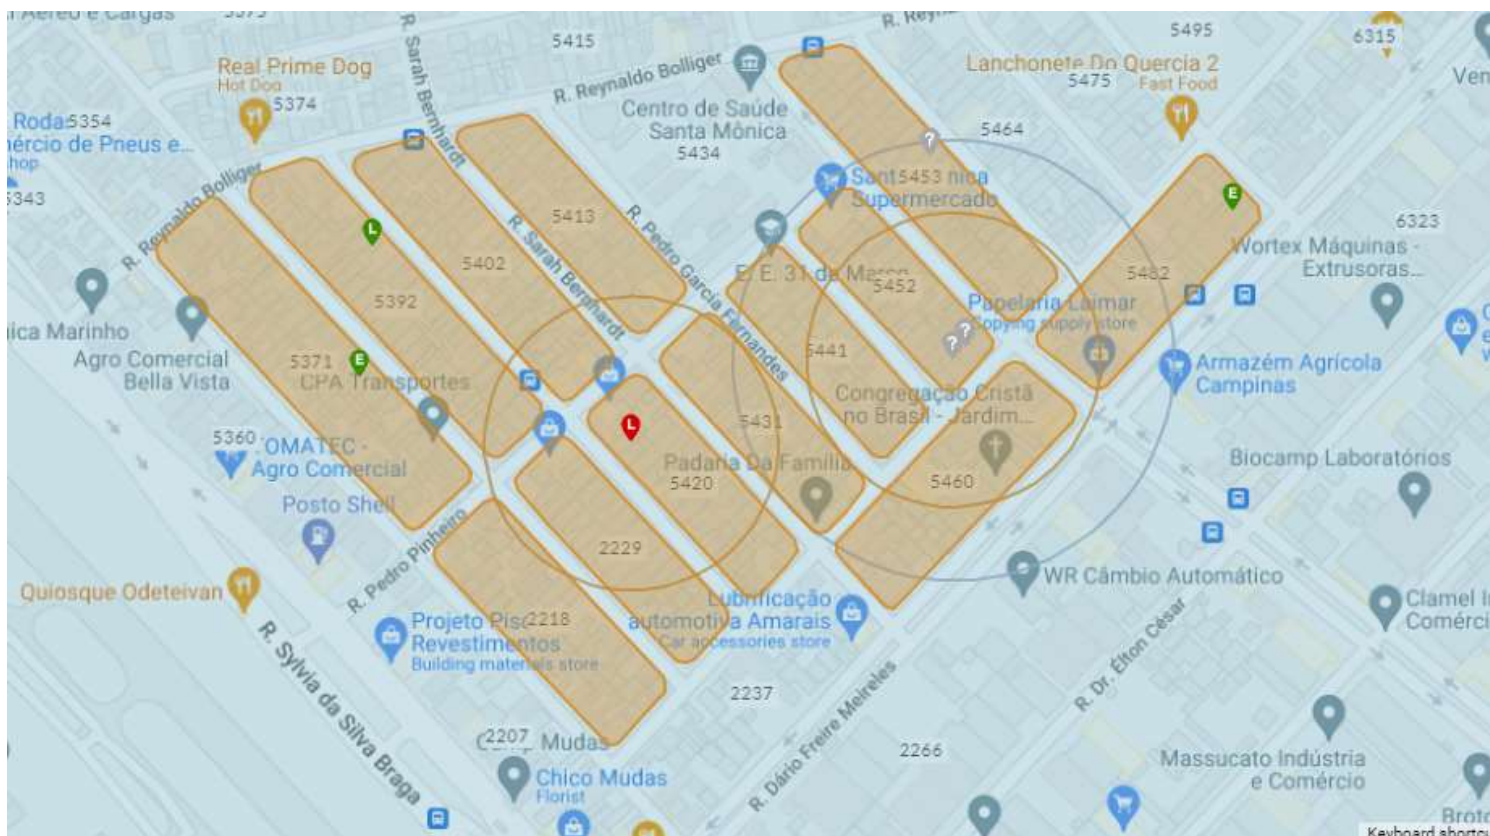 5415
R. Sarah Bernhardt
Real Prime Dog
Hot Dog
5374
R. Reynaldo Bolliger
Centro de Saúde
Santa Mônica
5434
Lanchonete Do Quercia 2
5475
Fast Food
5495
6315
5354
ércio de Pneus e...
5343
5464
5453
Supermercado
6323
5413
R. Reynaldo Bolliger
R. Pedro Garcia Fernandes
R. Sarah Bernhardt
5402
5392
L
E
E. E. 31 de Março
5452
5482
Wortex Máquinas -
Extrusoras...
Papelaria Laimar
Copying supply store
?
?
?
nica Marinho
Agro Comercial
Bella Vista
5371
E
CPA Transportes
5441
Armazém Agrícola
Campinas
Congregação Cristã
no Brasil - Jardim...
L
5431
5360
OMATEC -
Agro Comercial
Padaria Da Família
5420
5460
Biocamp Laboratórios
Posto Shell
R. Pedro Pinheiro
2229
Quiosque Odeteivan
WR Câmbio Automático
Lubrificação
automotiva Amarais
Car accessories store
Projeto Piso
2218
Revestimentos
Building materials store
R. Sylvia da Silva Braga
R. Dr. Élton César
2237
R. Dário Freire Meireles
2207
Mudas
2266
Chico Mudas
Florist
Massucato Indústria
e Comércio